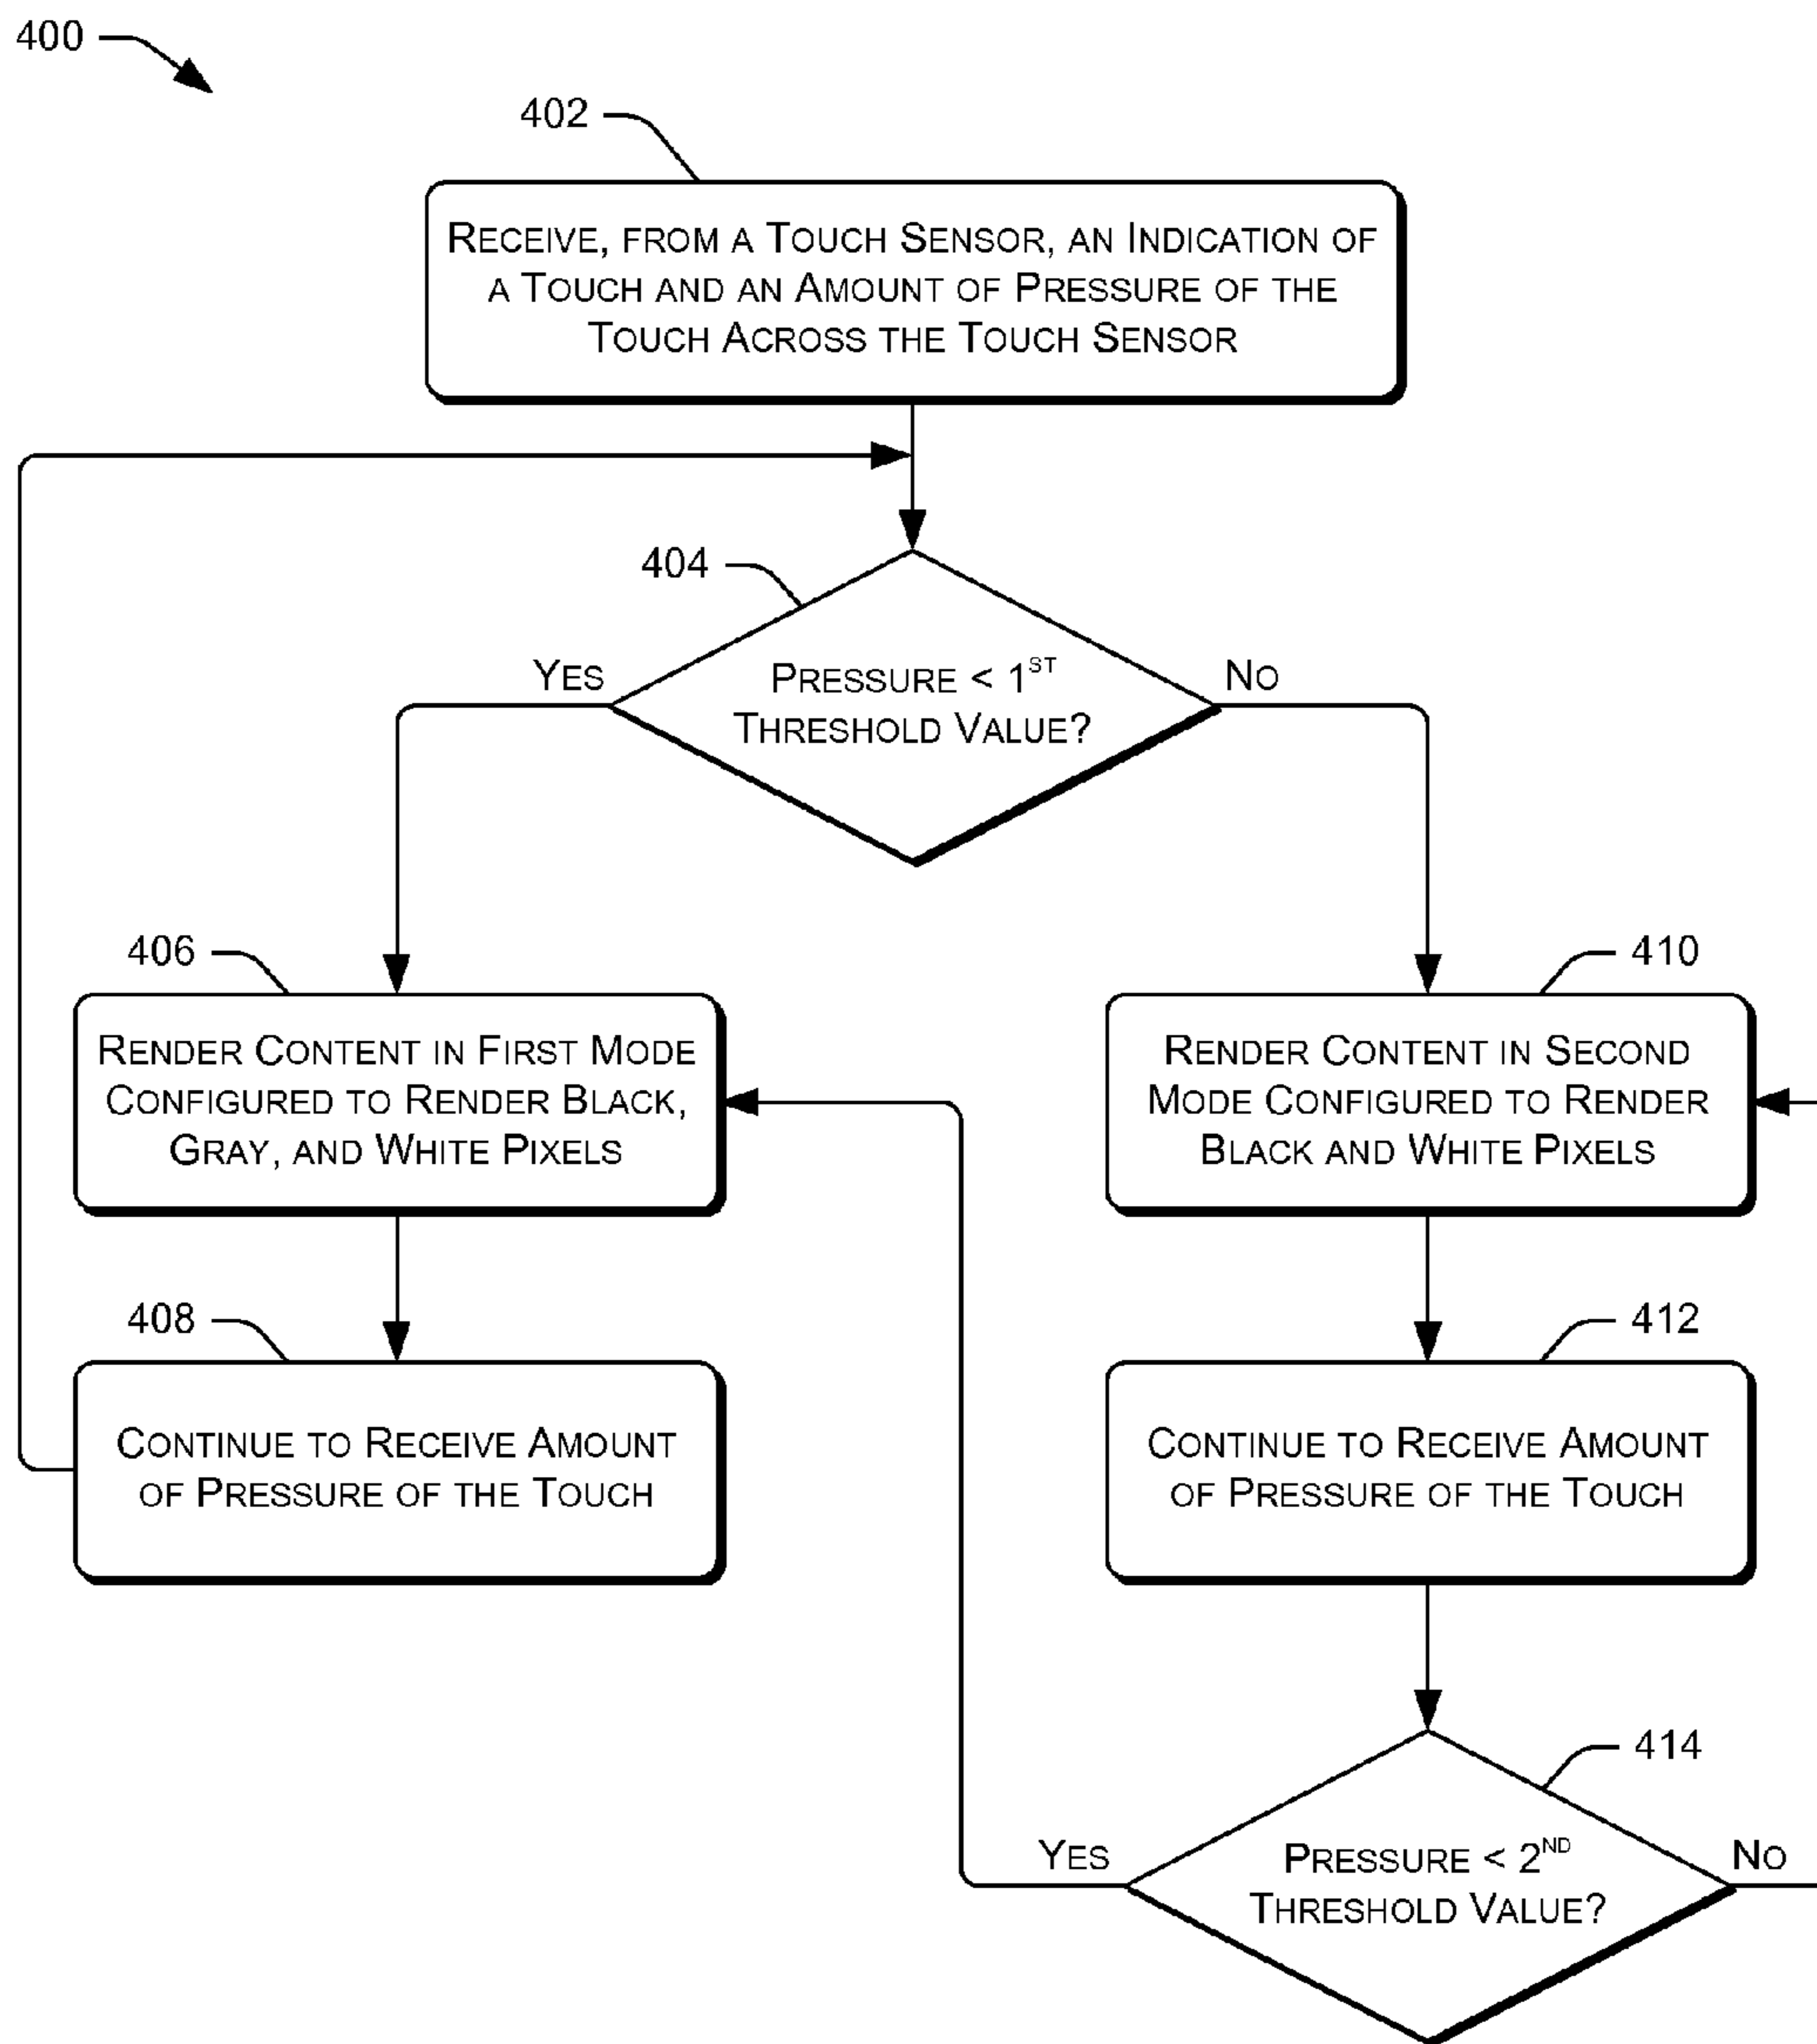 400
402
RECEIVE, FROM A TOUCH SENSOR, AN INDICATION OF
A TOUCH AND AN AMOUNT OF PRESSURE OF THE
TOUCH ACROSS THE TOUCH SENSOR
404
YES
PRESSURE < 1ST
THRESHOLD VALUE?
NO
406
RENDER CONTENT IN FIRST MODE
CONFIGURED TO RENDER BLACK,
GRAY, AND WHITE PIXELS
410
RENDER CONTENT IN SECOND
MODE CONFIGURED TO RENDER
BLACK AND WHITE PIXELS
408
CONTINUE TO RECEIVE AMOUNT
OF PRESSURE OF THE TOUCH
412
CONTINUE TO RECEIVE AMOUNT
OF PRESSURE OF THE TOUCH
414
YES
PRESSURE < 2ND
THRESHOLD VALUE?
NO